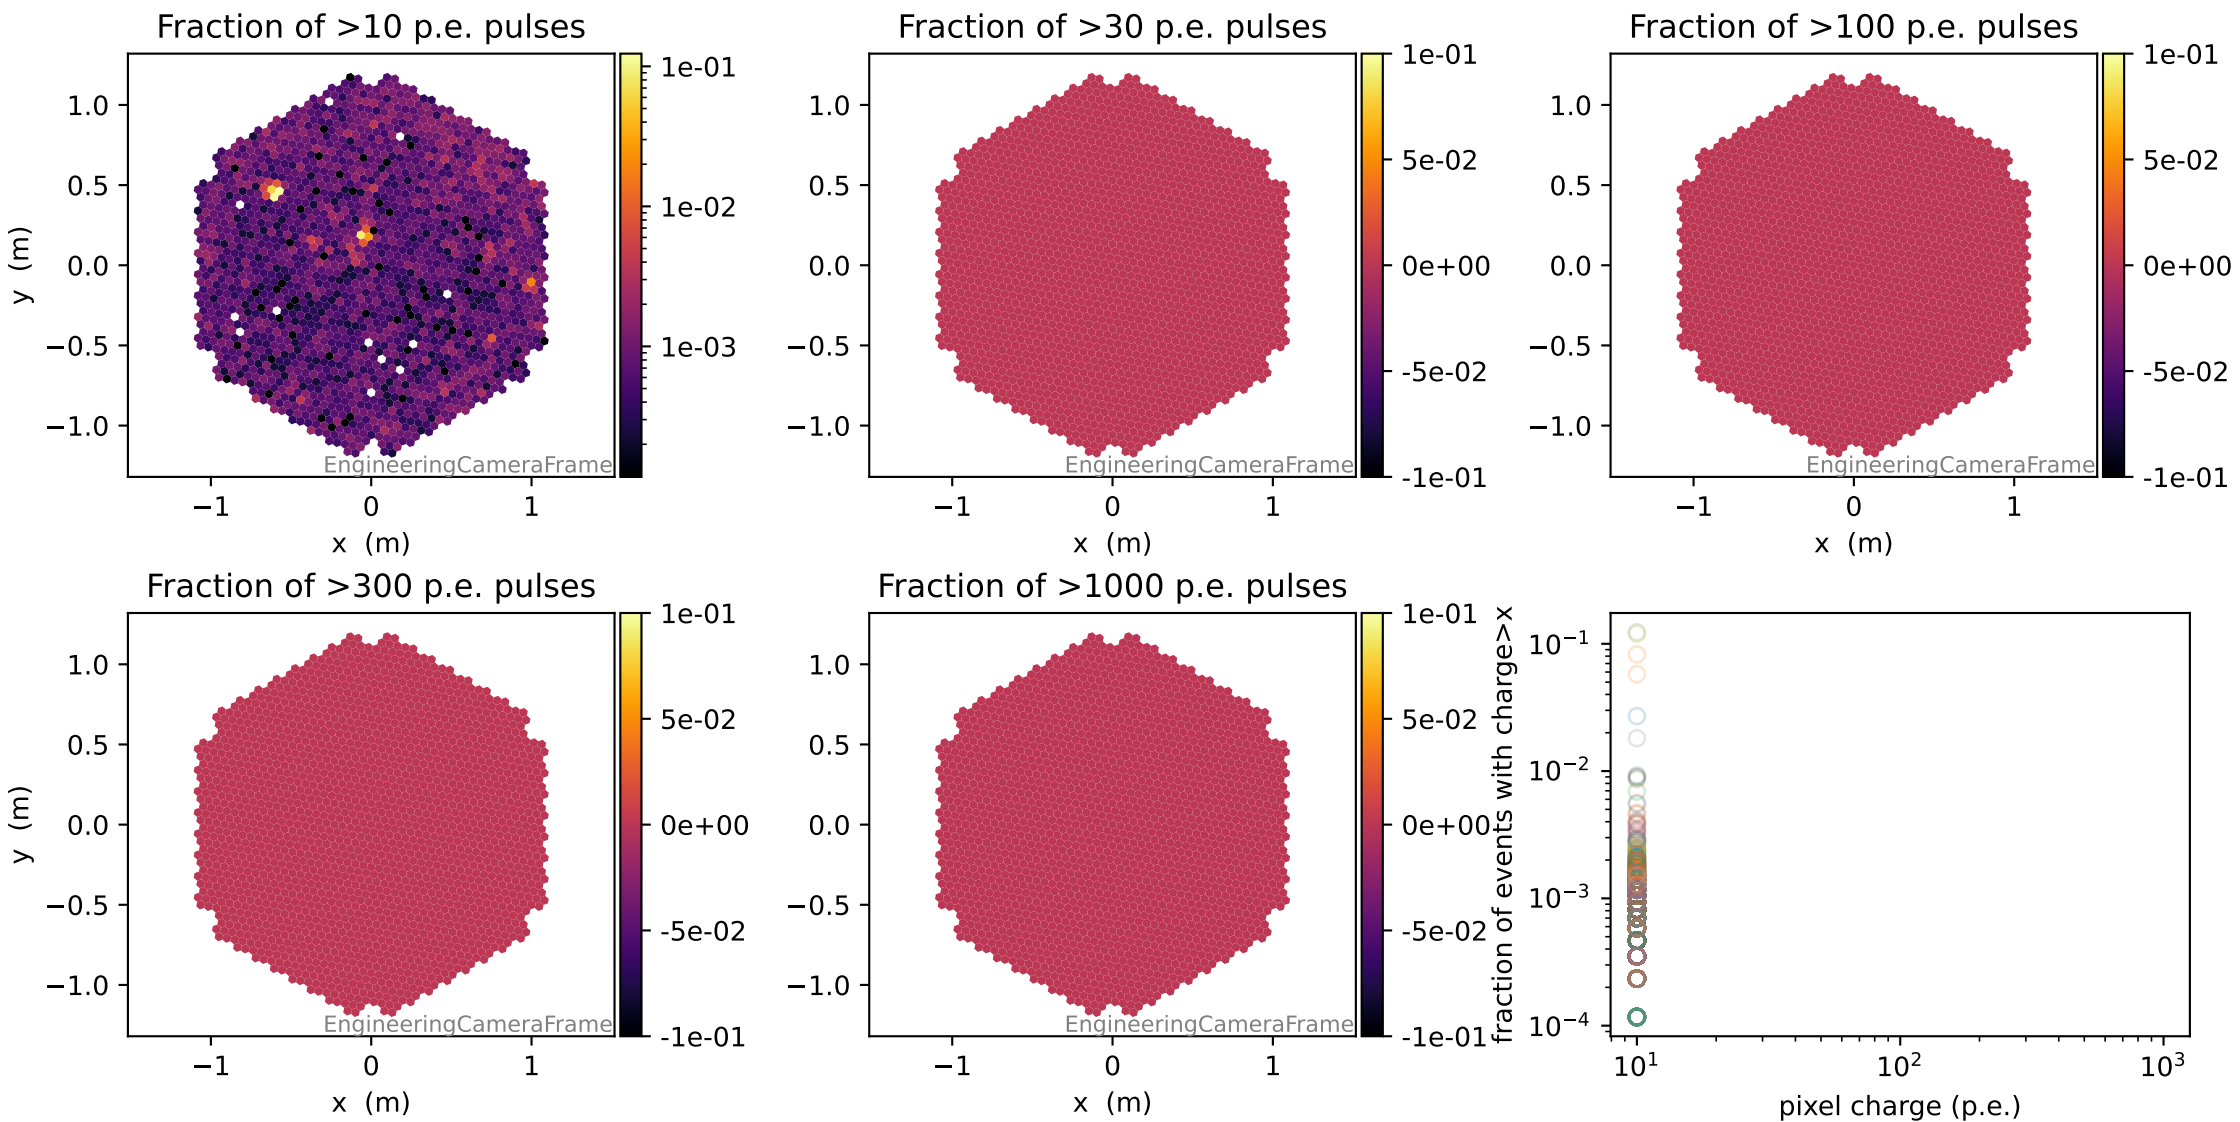 Fraction of >10 p.e. pulses
Fraction of >30 p.e. pulses
Fraction of >100 p.e. pulses
y (m)
1.0
0.5
0.0
−0.5
−1.0
−1
0
1
x (m)
EngineeringCameraFrame
1e-01
1e-02
1e-03
1.0
0.5
0.0
−0.5
−1.0
−1
0
1
x (m)
EngineeringCameraFrame
1e-01
5e-02
0e+00
-5e-02
-1e-01
1.0
0.5
0.0
−0.5
−1.0
−1
0
1
x (m)
EngineeringCameraFrame
1e-01
5e-02
0e+00
-5e-02
-1e-01
Fraction of >300 p.e. pulses
Fraction of >1000 p.e. pulses
y (m)
1.0
0.5
0.0
−0.5
−1.0
−1
0
1
x (m)
EngineeringCameraFrame
1e-01
5e-02
0e+00
-5e-02
-1e-01
1.0
0.5
0.0
−0.5
−1.0
−1
0
1
x (m)
EngineeringCameraFrame
1e-01
5e-02
0e+00
-5e-02
-1e-01
fraction of events with charge>x
10⁻¹
10⁻²
10⁻³
10⁻⁴
10¹
10²
10³
pixel charge (p.e.)